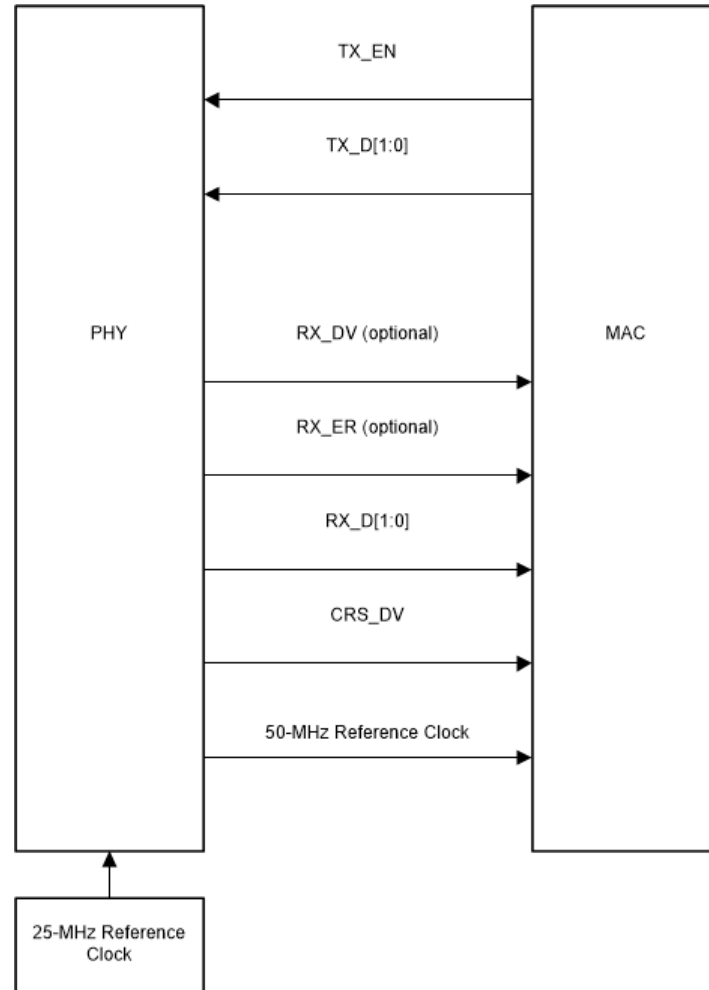 TX_EN
TX_D[1:0]
PHY
RX_DV (optional)
MAC
RX_ER (optional)
RX_D[1:0]
CRS_DV
50-MHz Reference Clock
25-MHz Reference
Clock